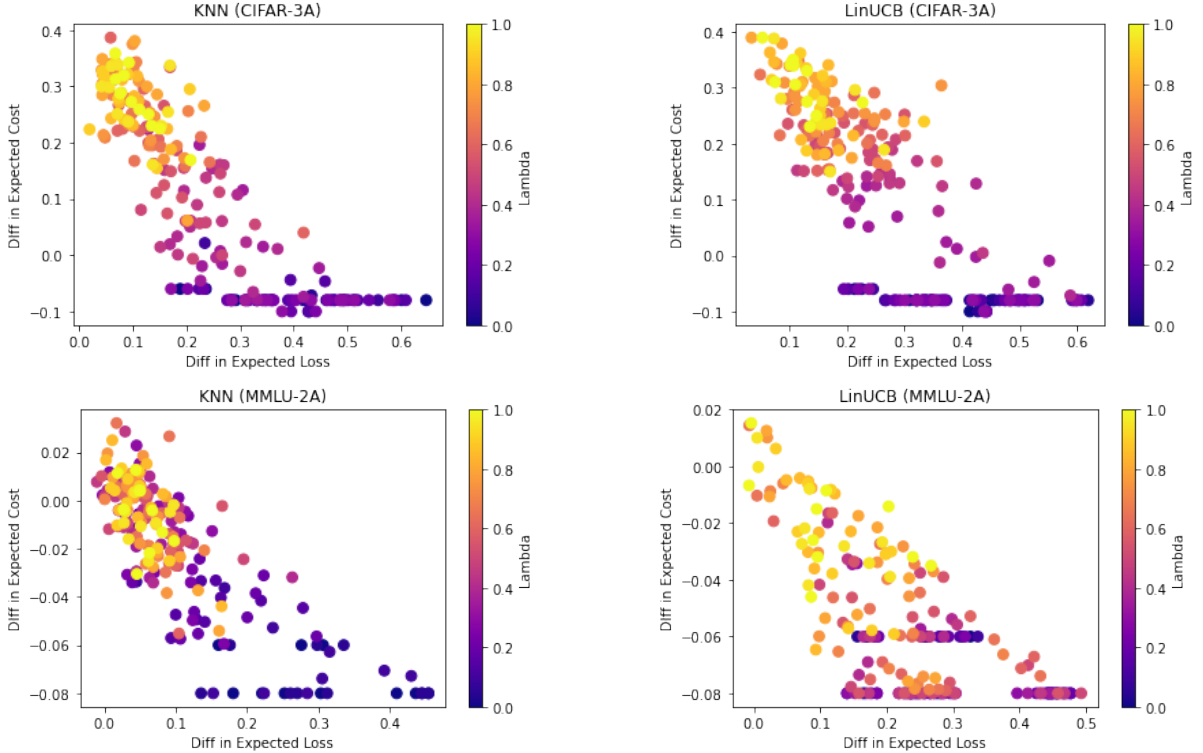 KNN (CIFAR-3A)
DIff in Expected Cost
0.4
0.3
0.2
0.1
0.0
−0.1
0.0 0.1 0.2 0.3 0.4 0.5 0.6
Diff in Expected Loss
1.0
0.8
0.6
0.4
0.2
0.0
Lambda
LinUCB (CIFAR-3A)
DIff in Expected Cost
0.4
0.3
0.2
0.1
0.0
−0.1
0.1 0.2 0.3 0.4 0.5 0.6
Diff in Expected Loss
1.0
0.8
0.6
0.4
0.2
0.0
Lambda
KNN (MMLU-2A)
DIff in Expected Cost
0.02
0.00
−0.02
−0.04
−0.06
−0.08
0.0 0.1 0.2 0.3 0.4
Diff in Expected Loss
1.0
0.8
0.6
0.4
0.2
0.0
Lambda
LinUCB (MMLU-2A)
DIff in Expected Cost
0.02
0.00
−0.02
−0.04
−0.06
−0.08
0.0 0.1 0.2 0.3 0.4 0.5
Diff in Expected Loss
1.0
0.8
0.6
0.4
0.2
0.0
Lambda